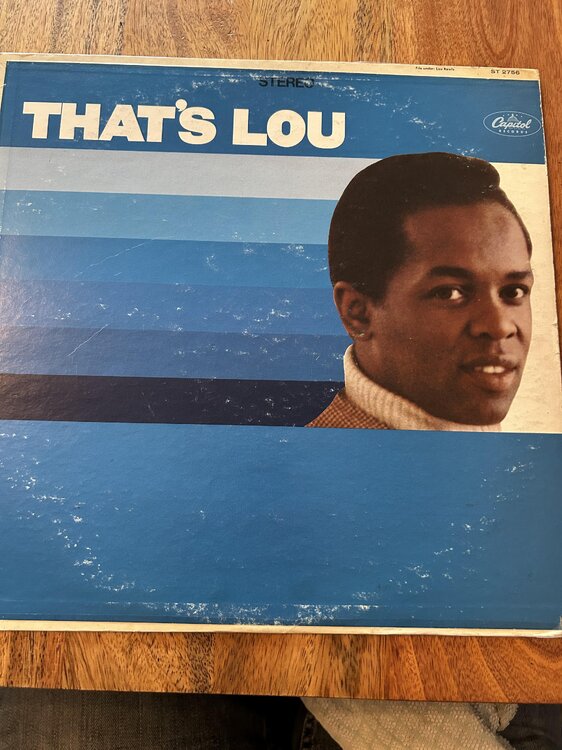 File under: Lou Rawls
ST 2756
STEREO
THAT'S LOU
Capitol
RECORDS